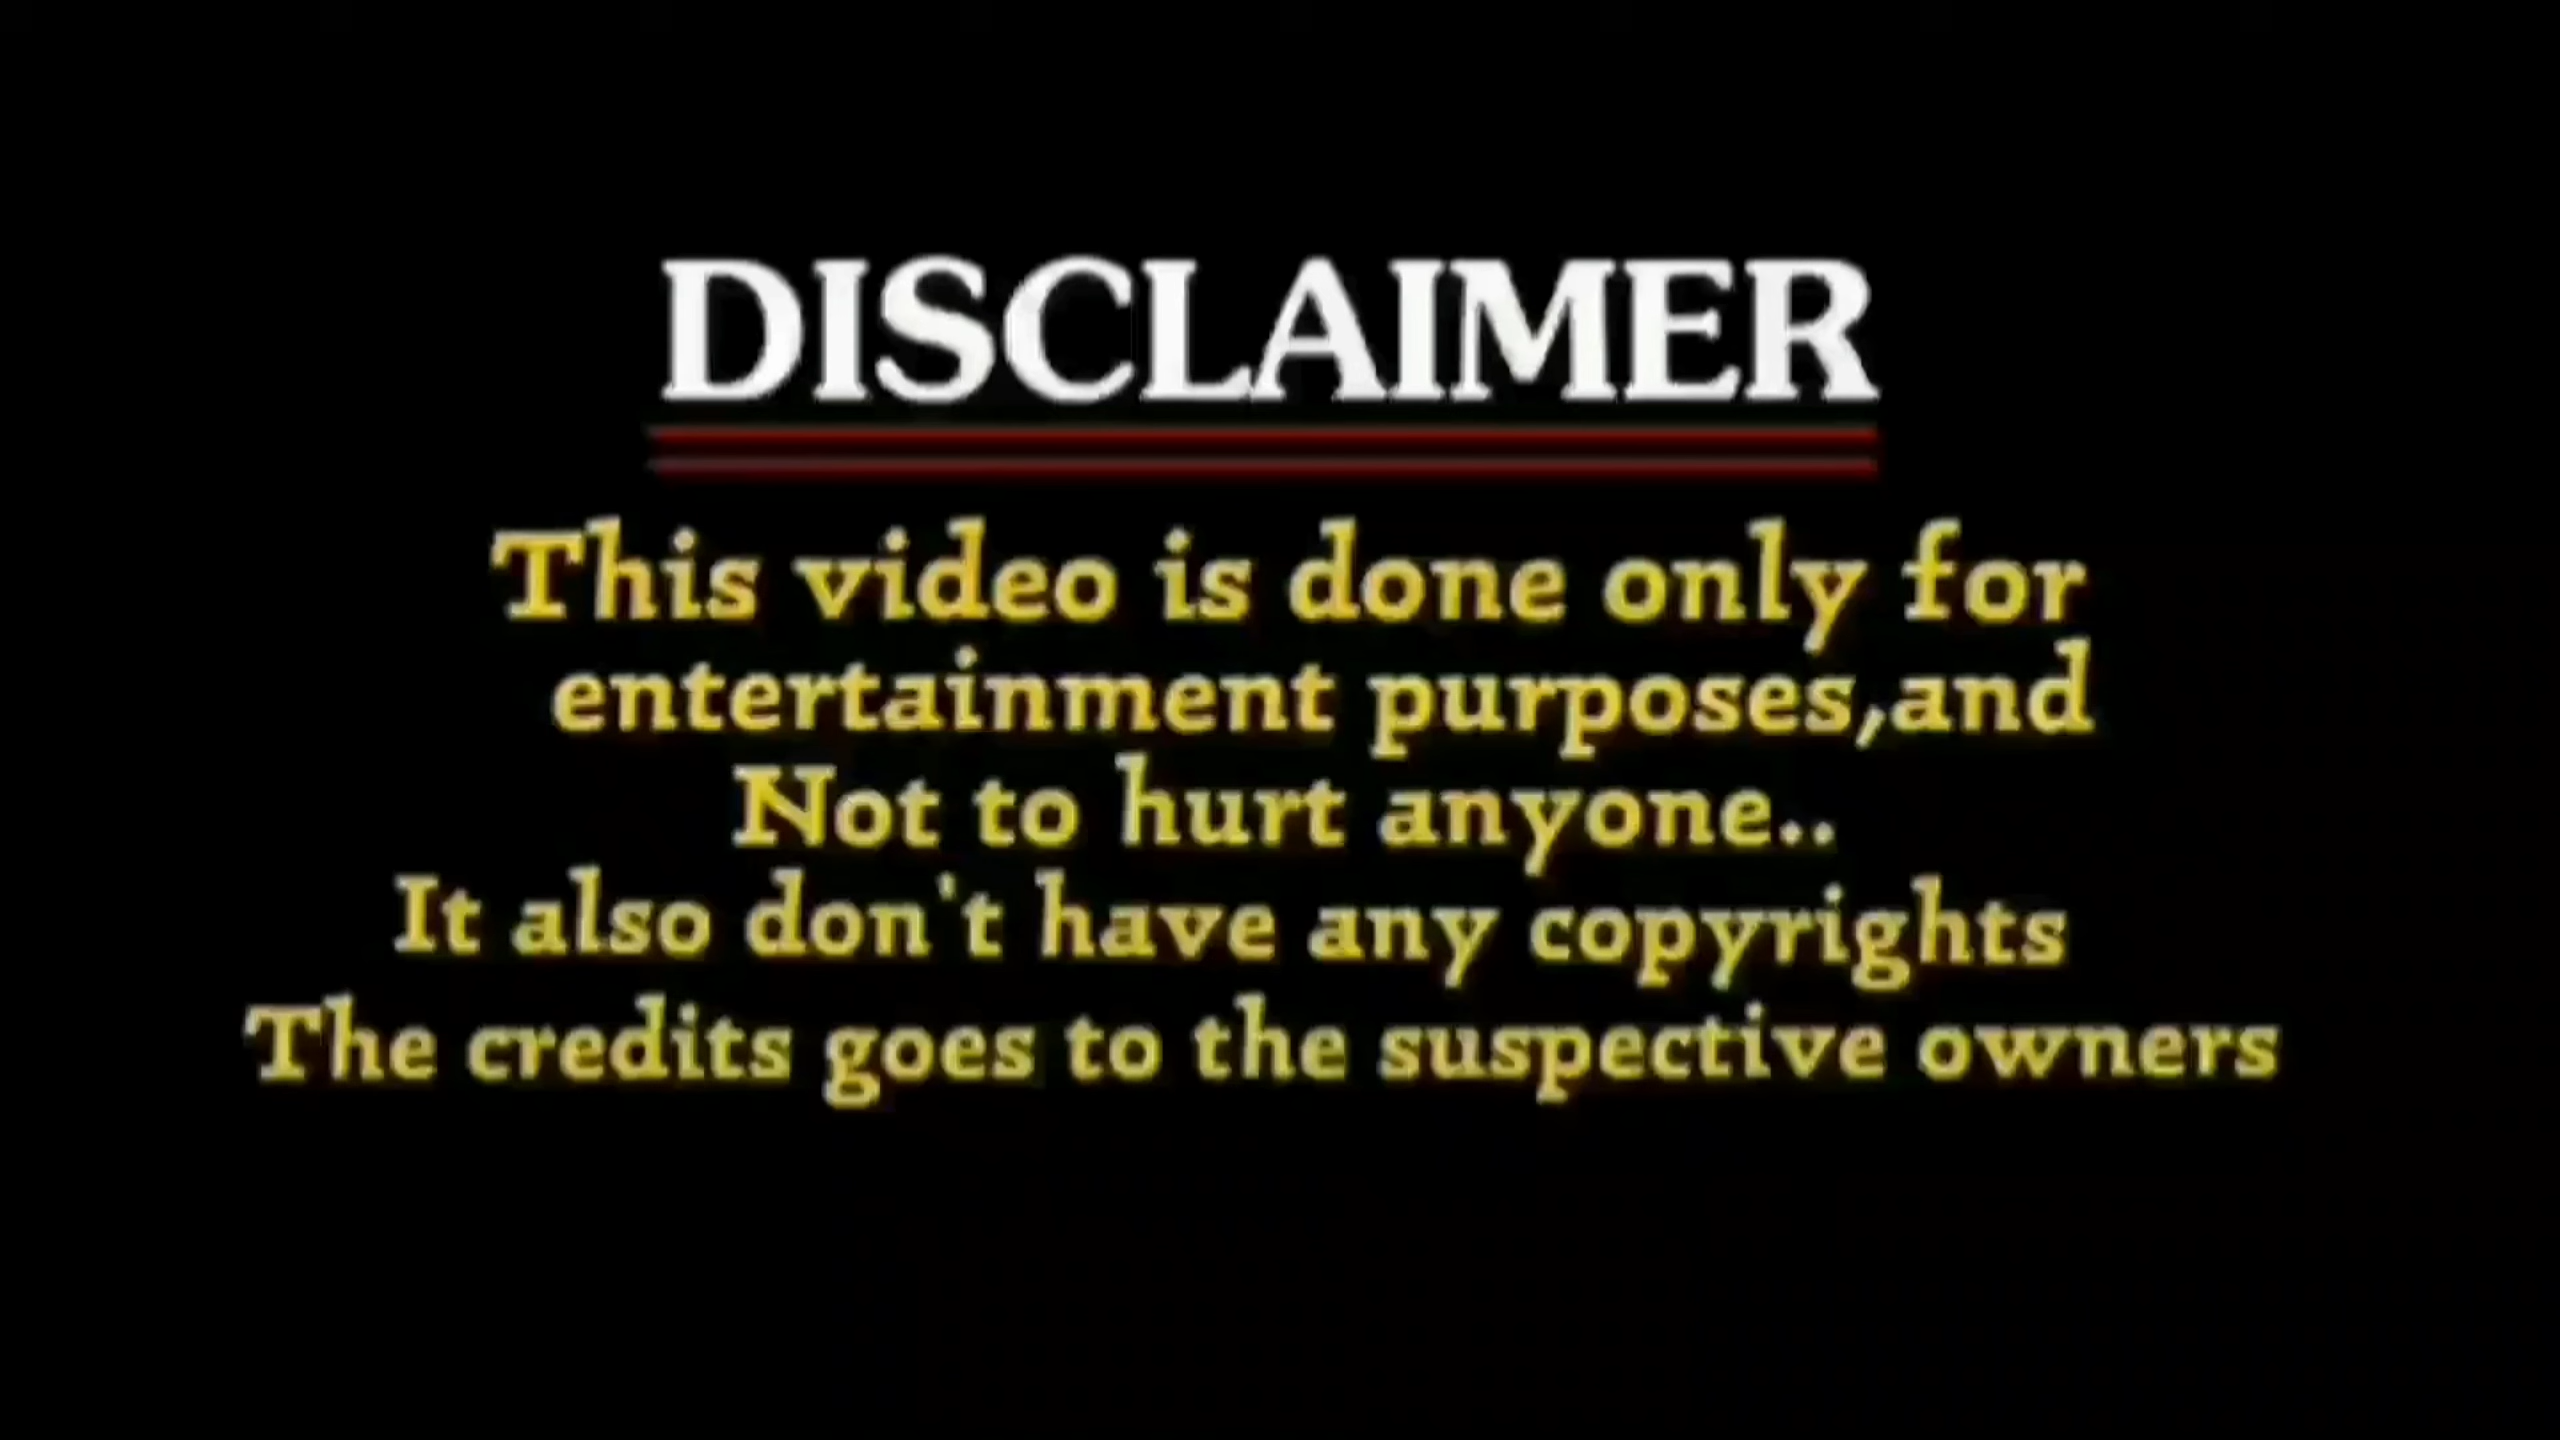 DISCLAIMER
This video is done only for
entertainment purposes,and
Not to hurt anyone..
It also don't have any copyrights
The credits goes to the suspective owners